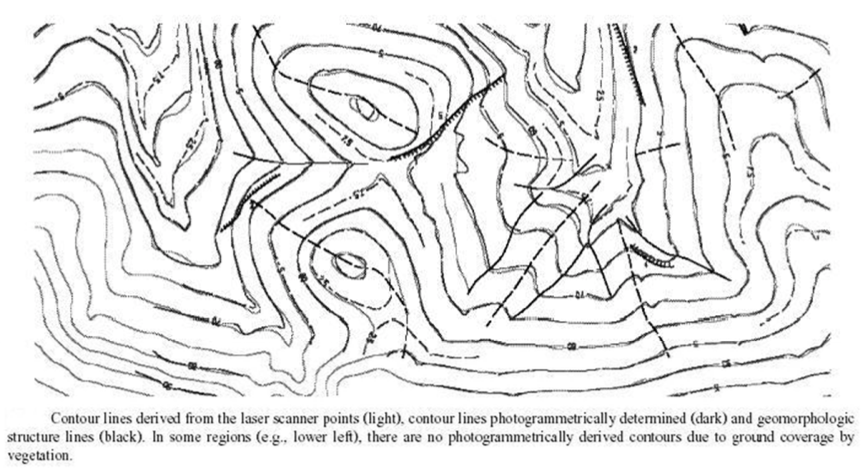 Contour lines derived from the laser scanner points (light), contour lines photogrammetrically determined (dark) and geomorphologic
structure lines (black). In some regions (e.g., lower left), there are no photogrammetrically derived contours due to ground coverage by
vegetation.